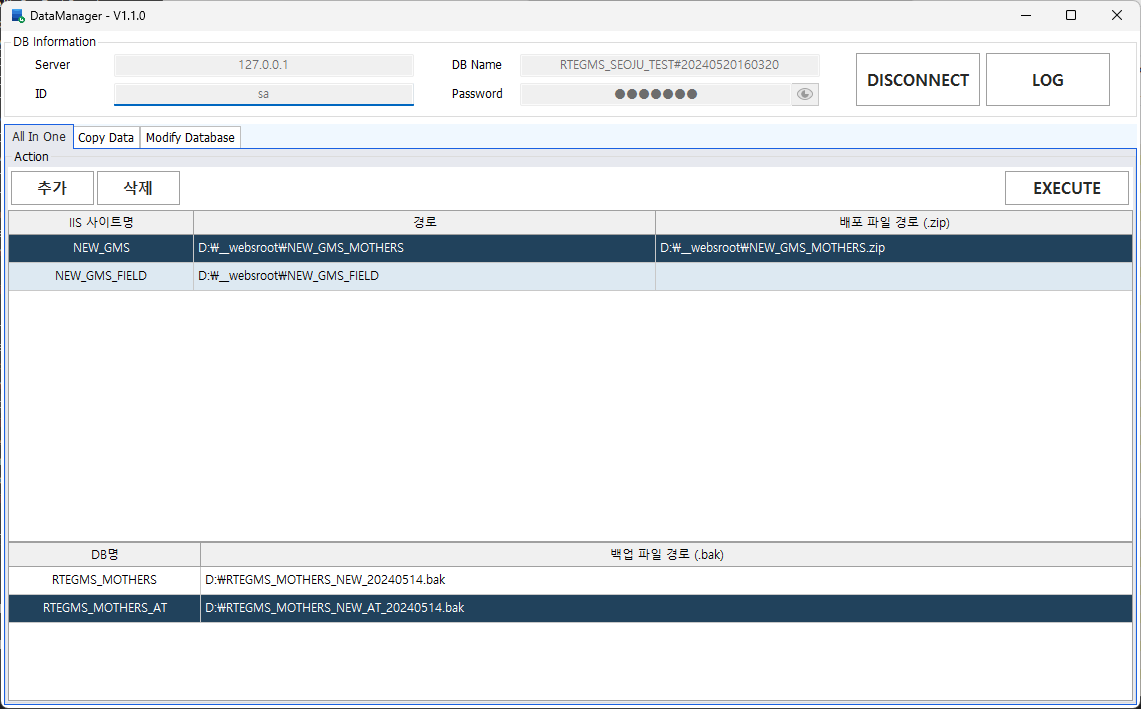 DataManager - V1.1.0
DB Information
Server 127.0.0.1 DB Name RTEGMS_SEOJU_TEST#20240520160320
DISCONNECT LOG
ID sa Password ●●●●●●●
All In One Copy Data Modify Database
Action
추가 삭제 EXECUTE
IIS 사이트명 경로 배포 파일 경로 (.zip)
NEW_GMS D:₩__websroot₩NEW_GMS_MOTHERS D:₩__websroot₩NEW_GMS_MOTHERS.zip
NEW_GMS_FIELD D:₩__websroot₩NEW_GMS_FIELD
DB명 백업 파일 경로 (.bak)
RTEGMS_MOTHERS D:₩RTEGMS_MOTHERS_NEW_20240514.bak
RTEGMS_MOTHERS_AT D:₩RTEGMS_MOTHERS_NEW_AT_20240514.bak